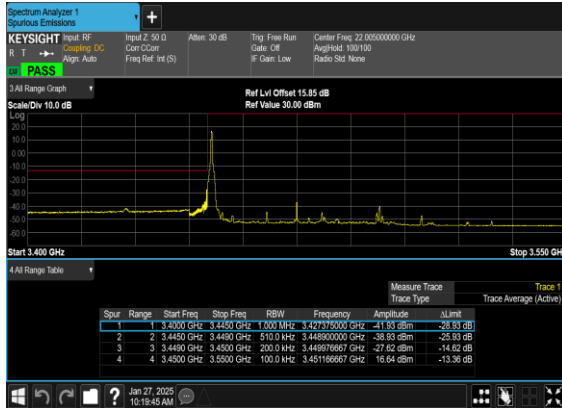 Spectrum Analyzer 1
Spurious Emissions
+
KEYSIGHT Input: RF Input Z: 50 Ω Atten: 30 dB Trig: Free Run Center Freq: 22.005000000 GHz
R T Coupling: DC Corr CCorr Gate: Off Avg|Hold: 100/100
Align: Auto Freq Ref: Int (S) IF Gain: Low Radio Std: None
PASS
3 All Range Graph Ref Lvl Offset 15.85 dB
Scale/Div 10.0 dB Ref Value 30.00 dBm
Log
20.0
10.0
0.00
-10.0
-20.0
-30.0
-40.0
-50.0
-60.0
Start 3.400 GHz Stop 3.550 GH
4 All Range Table
Measure Trace Trace 1
Trace Type Trace Average (Active)
Spur Range Start Freq Stop Freq RBW Frequency Amplitude ΔLimit
1 1 3.4000 GHz 3.4450 GHz 1.000 MHz 3.427375000 GHz -41.93 dBm -28.93 dB
2 2 3.4450 GHz 3.4490 GHz 510.0 kHz 3.448900000 GHz -38.93 dBm -25.93 dB
3 3 3.4490 GHz 3.4500 GHz 200.0 kHz 3.449976667 GHz -27.62 dBm -14.62 dB
4 4 3.4500 GHz 3.5500 GHz 100.0 kHz 3.451166667 GHz 16.64 dBm -13.36 dB
? Jan 27, 2025
10:19:45 AM